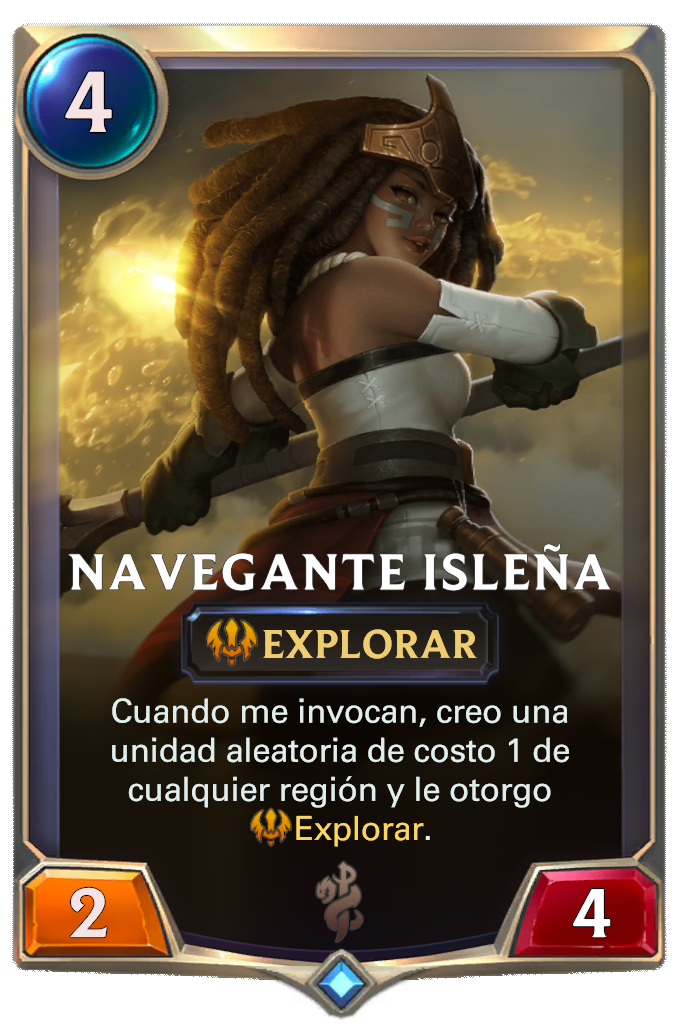 4
NAVEGANTE ISLEÑA
EXPLORAR
Cuando me invocan, creo una
unidad aleatoria de costo 1 de
cualquier región y le otorgo
Explorar.
2
4